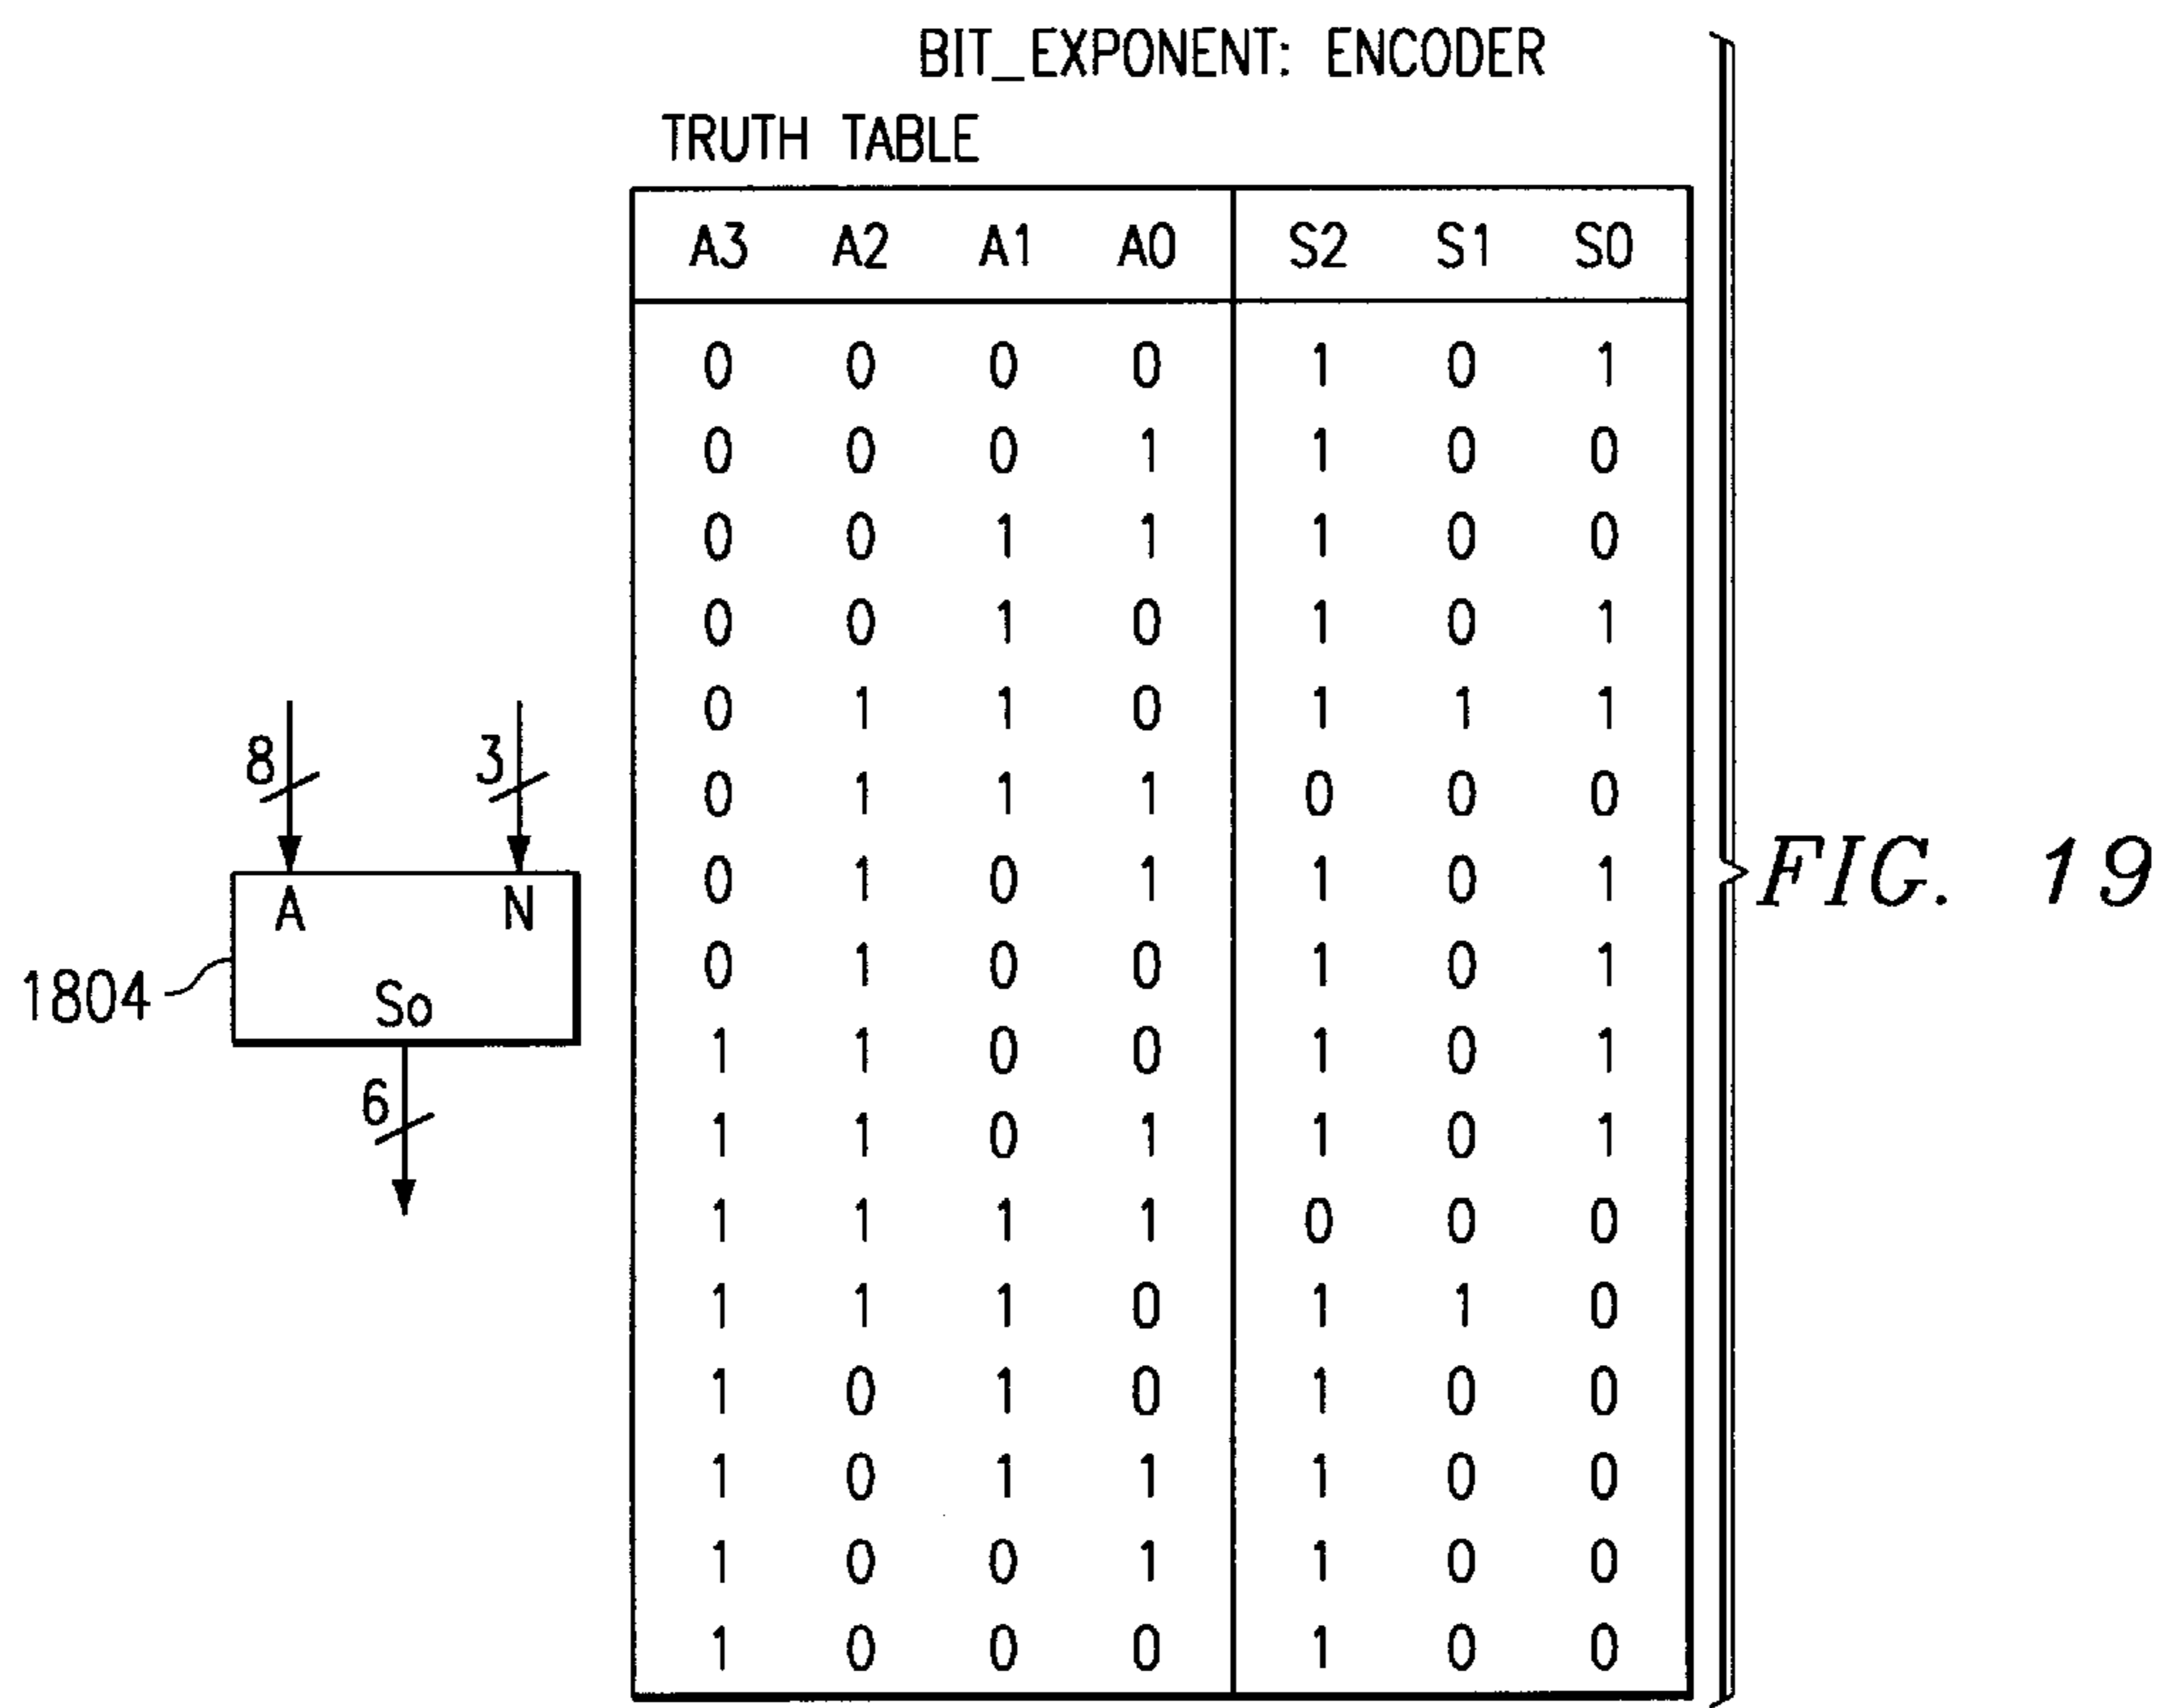 BIT_EXPONENT: ENCODER
TRUTH TABLE
A3 A2 A1 A0 S2 S1 S0
0 0 0 0 1 0 1
0 0 0 1 1 0 0
0 0 1 1 1 0 0
0 0 1 0 1 0 1
0 1 1 0 1 1 1
0 1 1 1 0 0 0
0 1 0 1 1 0 1
0 1 0 0 1 0 1
1 1 0 0 1 0 1
1 1 0 1 1 0 1
1 1 1 1 0 0 0
1 1 1 0 1 1 0
1 0 1 0 1 0 0
1 0 1 1 1 0 0
1 0 0 1 1 0 0
1 0 0 0 1 0 0
8 3
A N
1804
So
6
FIG. 19